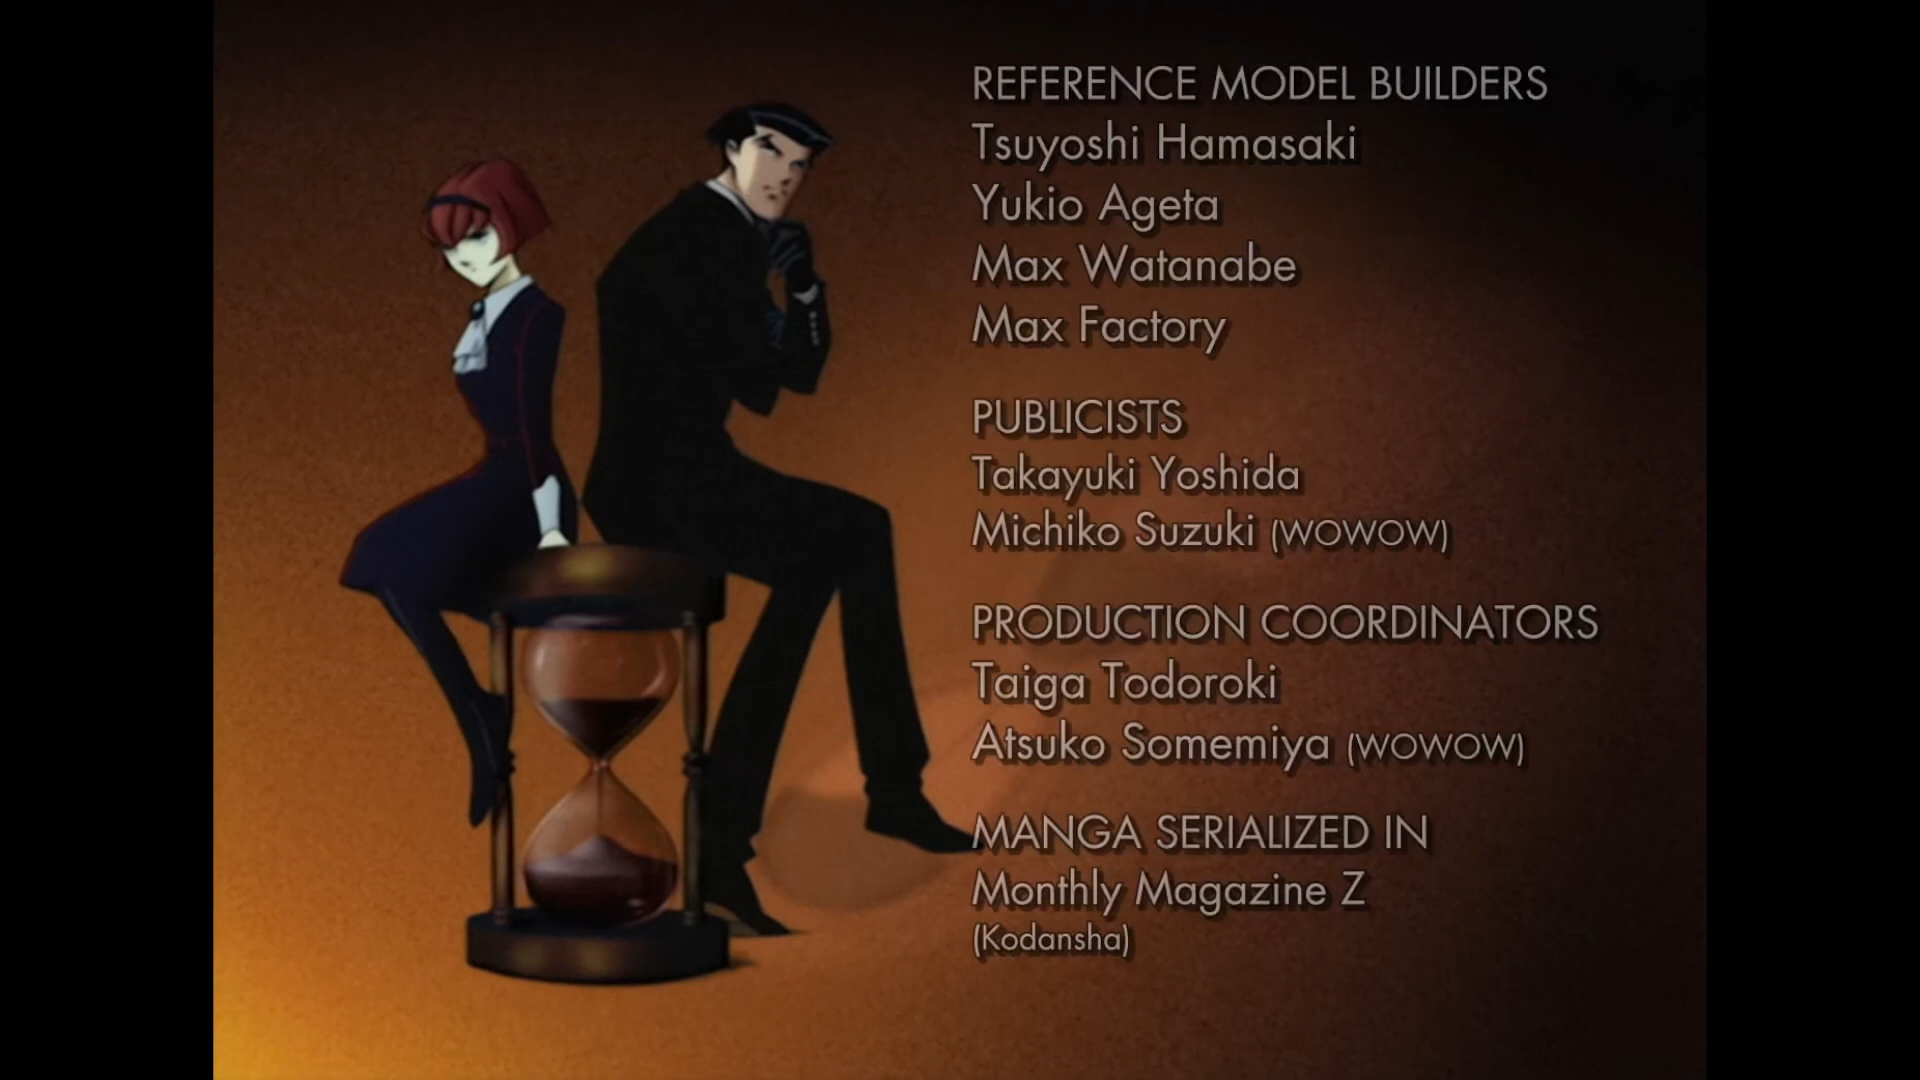 REFERENCE MODEL BUILDERS
Tsuyoshi Hamasaki
Yukio Ageta
Max Watanabe
Max Factory
PUBLICISTS
Takayuki Yoshida
Michiko Suzuki (WOWOW)
PRODUCTION COORDINATORS
Taiga Todoroki
Atsuko Somemiya (WOWOW)
MANGA SERIALIZED IN
Monthly Magazine Z
(Kodansha)